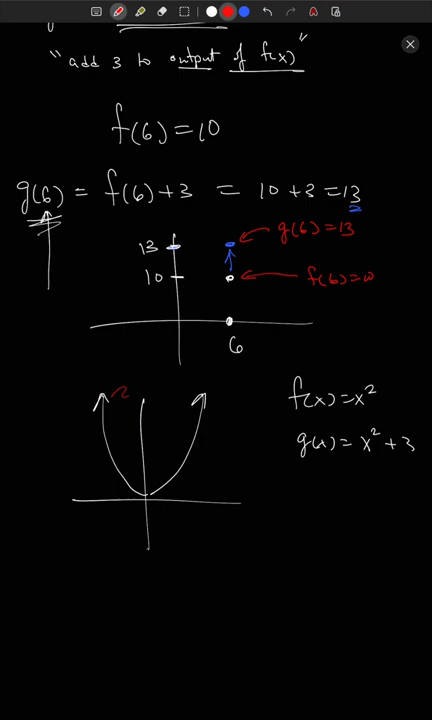 "add 3 to output of f(x)"
f(6) = 10
g(6) = f(6) + 3 = 10 + 3 = 13
13
g(6) = 13
10
f(6) = 10
6
f(x) = x²
g(x) = x² + 3